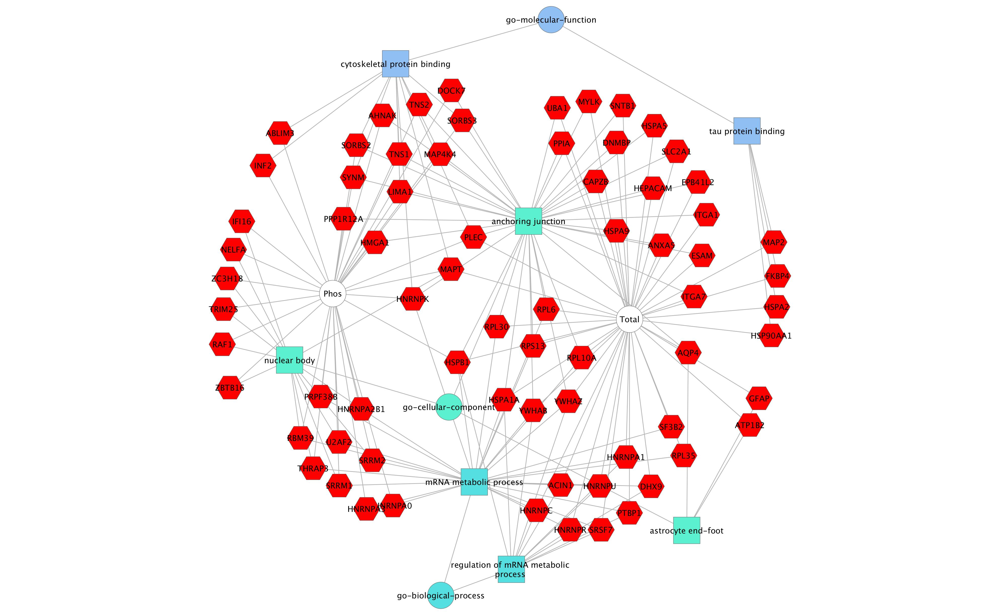 go-molecular-function
cytoskeletal protein binding
DOCK7
MYLK
TNS2
SNTB1
UBA1
AHNAK
SORBS3
HSPA5
tau protein binding
ABLIM3
DNMBP
PPIA
SORBS2
SLC2A1
TNS1
MAP4K4
INF2
SYNM
CAPZB
EPB41L2
HEPACAM
LIMA1
ITGA1
PPP1R12A
IFI16
anchoring junction
HSPA9
PLEC
MAP2
HMGA1
ANXA5
NELFA
ESAM
MAPT
FKBP4
ZC3H18
Phos
ITGA7
HNRNPK
HSPA2
TRIM25
RPL6
Total
RPL30
HSP90AA1
RAF1
RPS13
AQP4
RPL10A
nuclear body
HSPB1
ZBTB16
PRPF38B
GFAP
HSPA1A
YWHAZ
go-cellular-component
HNRNPA2B1
YWHAB
ATP1B2
SF3B2
RBM39
U2AF2
RPL35
HNRNPA1
SRRM2
THRAP3
mRNA metabolic process
ACIN1
SRRM1
HNRNPU
DHX9
HNRNPA3
HNRNPA0
HNRNPC
PTBP1
HNRNPR
SRSF7
astrocyte end-foot
regulation of mRNA metabolic
process
go-biological-process